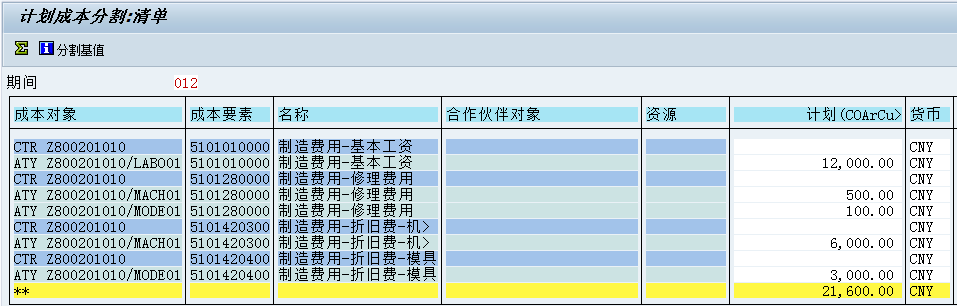 计划成本分割:清单
分割基值
期间 012
成本对象 成本要素 名称 合作伙伴对象 资源 计划(COArCu> 货币
CTR Z800201010 5101010000 制造费用-基本工资 CNY
ATY Z800201010/LABO01 5101010000 制造费用-基本工资 12,000.00 CNY
CTR Z800201010 5101280000 制造费用-修理费用 CNY
ATY Z800201010/MACH01 5101280000 制造费用-修理费用 500.00 CNY
ATY Z800201010/MODE01 5101280000 制造费用-修理费用 100.00 CNY
CTR Z800201010 5101420300 制造费用-折旧费-机> CNY
ATY Z800201010/MACH01 5101420300 制造费用-折旧费-机> 6,000.00 CNY
CTR Z800201010 5101420400 制造费用-折旧费-模具 CNY
ATY Z800201010/MODE01 5101420400 制造费用-折旧费-模具 3,000.00 CNY
** 21,600.00 CNY